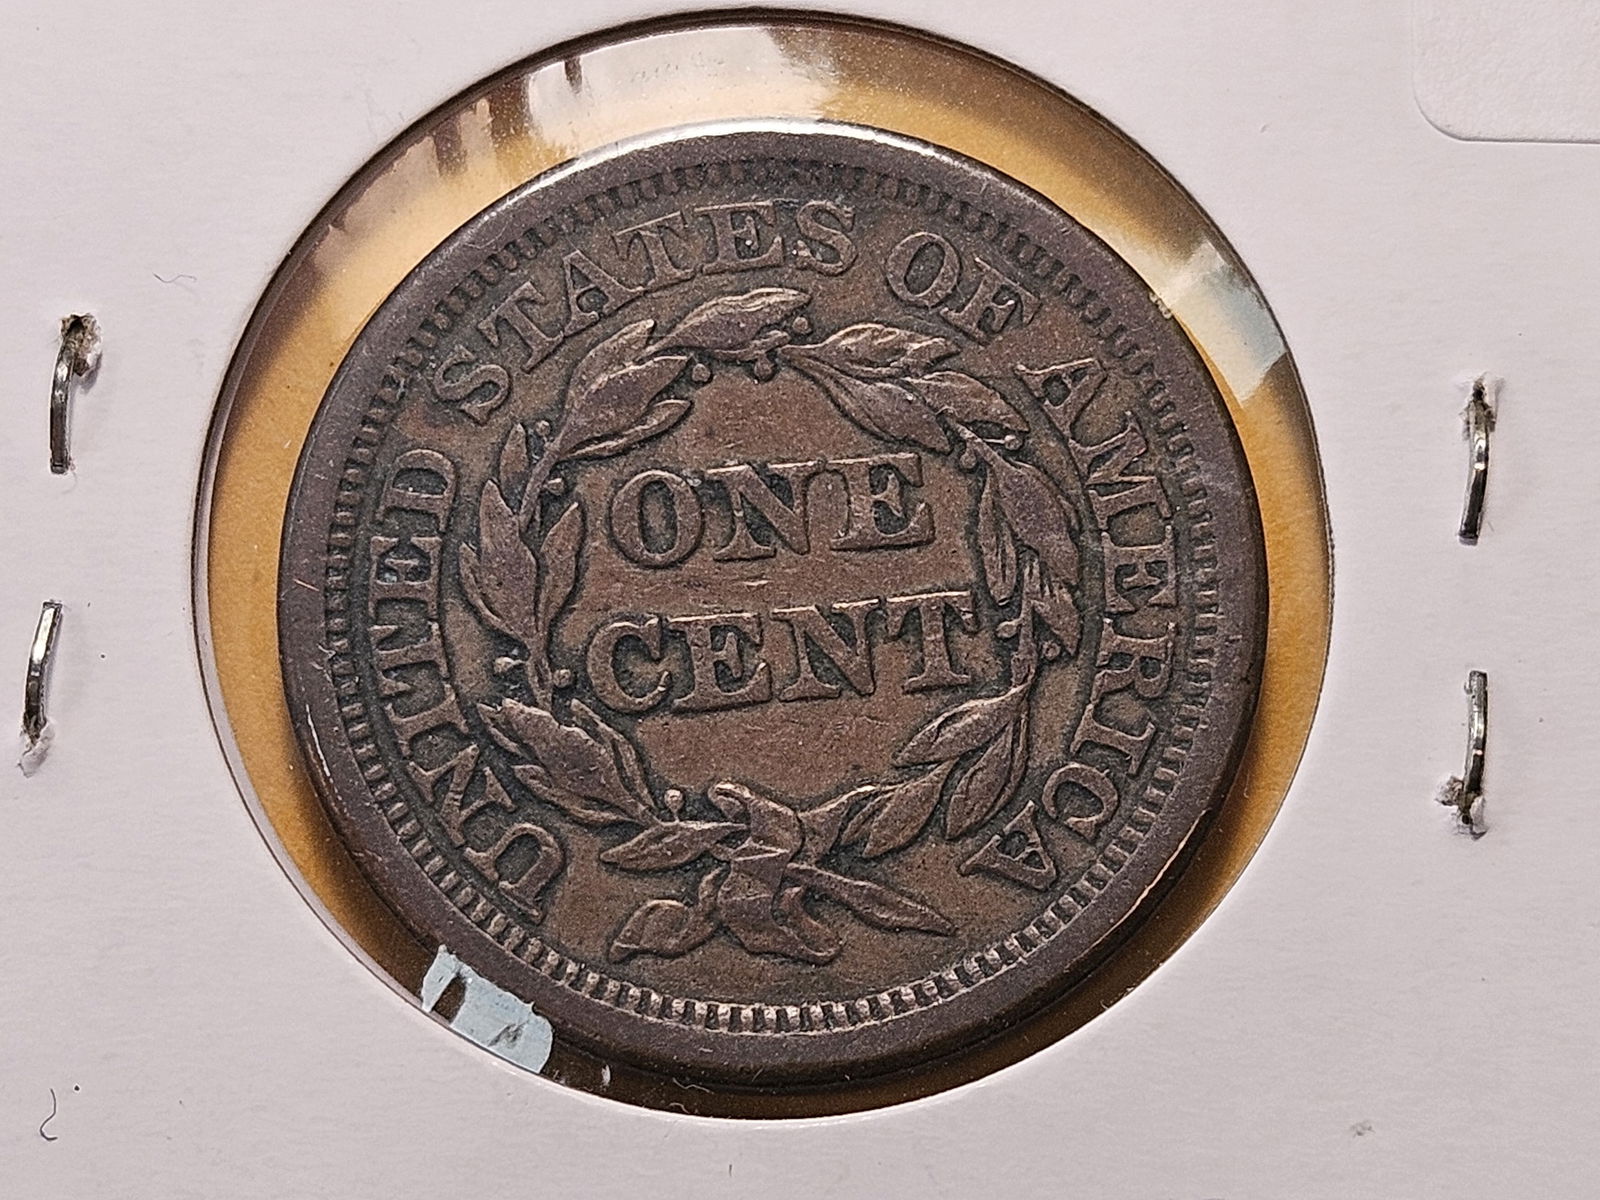 UNITED STATES OF AMERICA
ONE
CENT